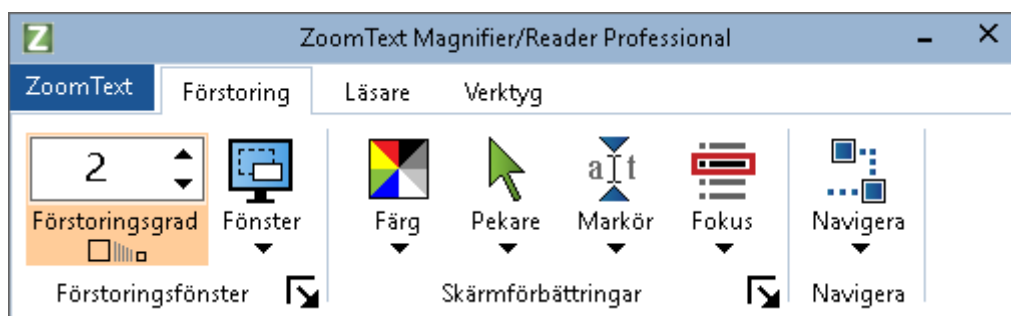 Z ZoomText Magnifier/Reader Professional
ZoomText Förstoring Läsare Verktyg
2
Förstoringsgrad Fönster Färg Pekare Markör Fokus Navigera
Förstoringsfönster Skärmförbättringar Navigera